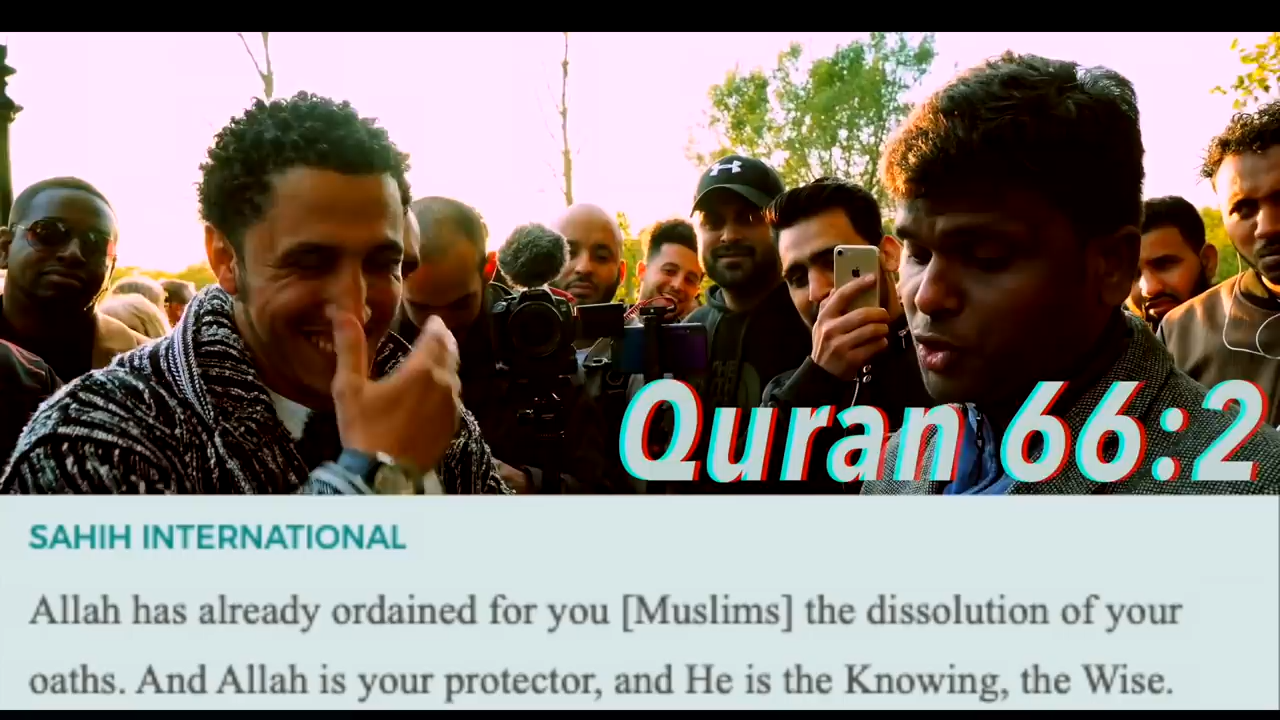 Quran 66:2
SAHIH INTERNATIONAL
Allah has already ordained for you [Muslims] the dissolution of your
oaths. And Allah is your protector, and He is the Knowing, the Wise.